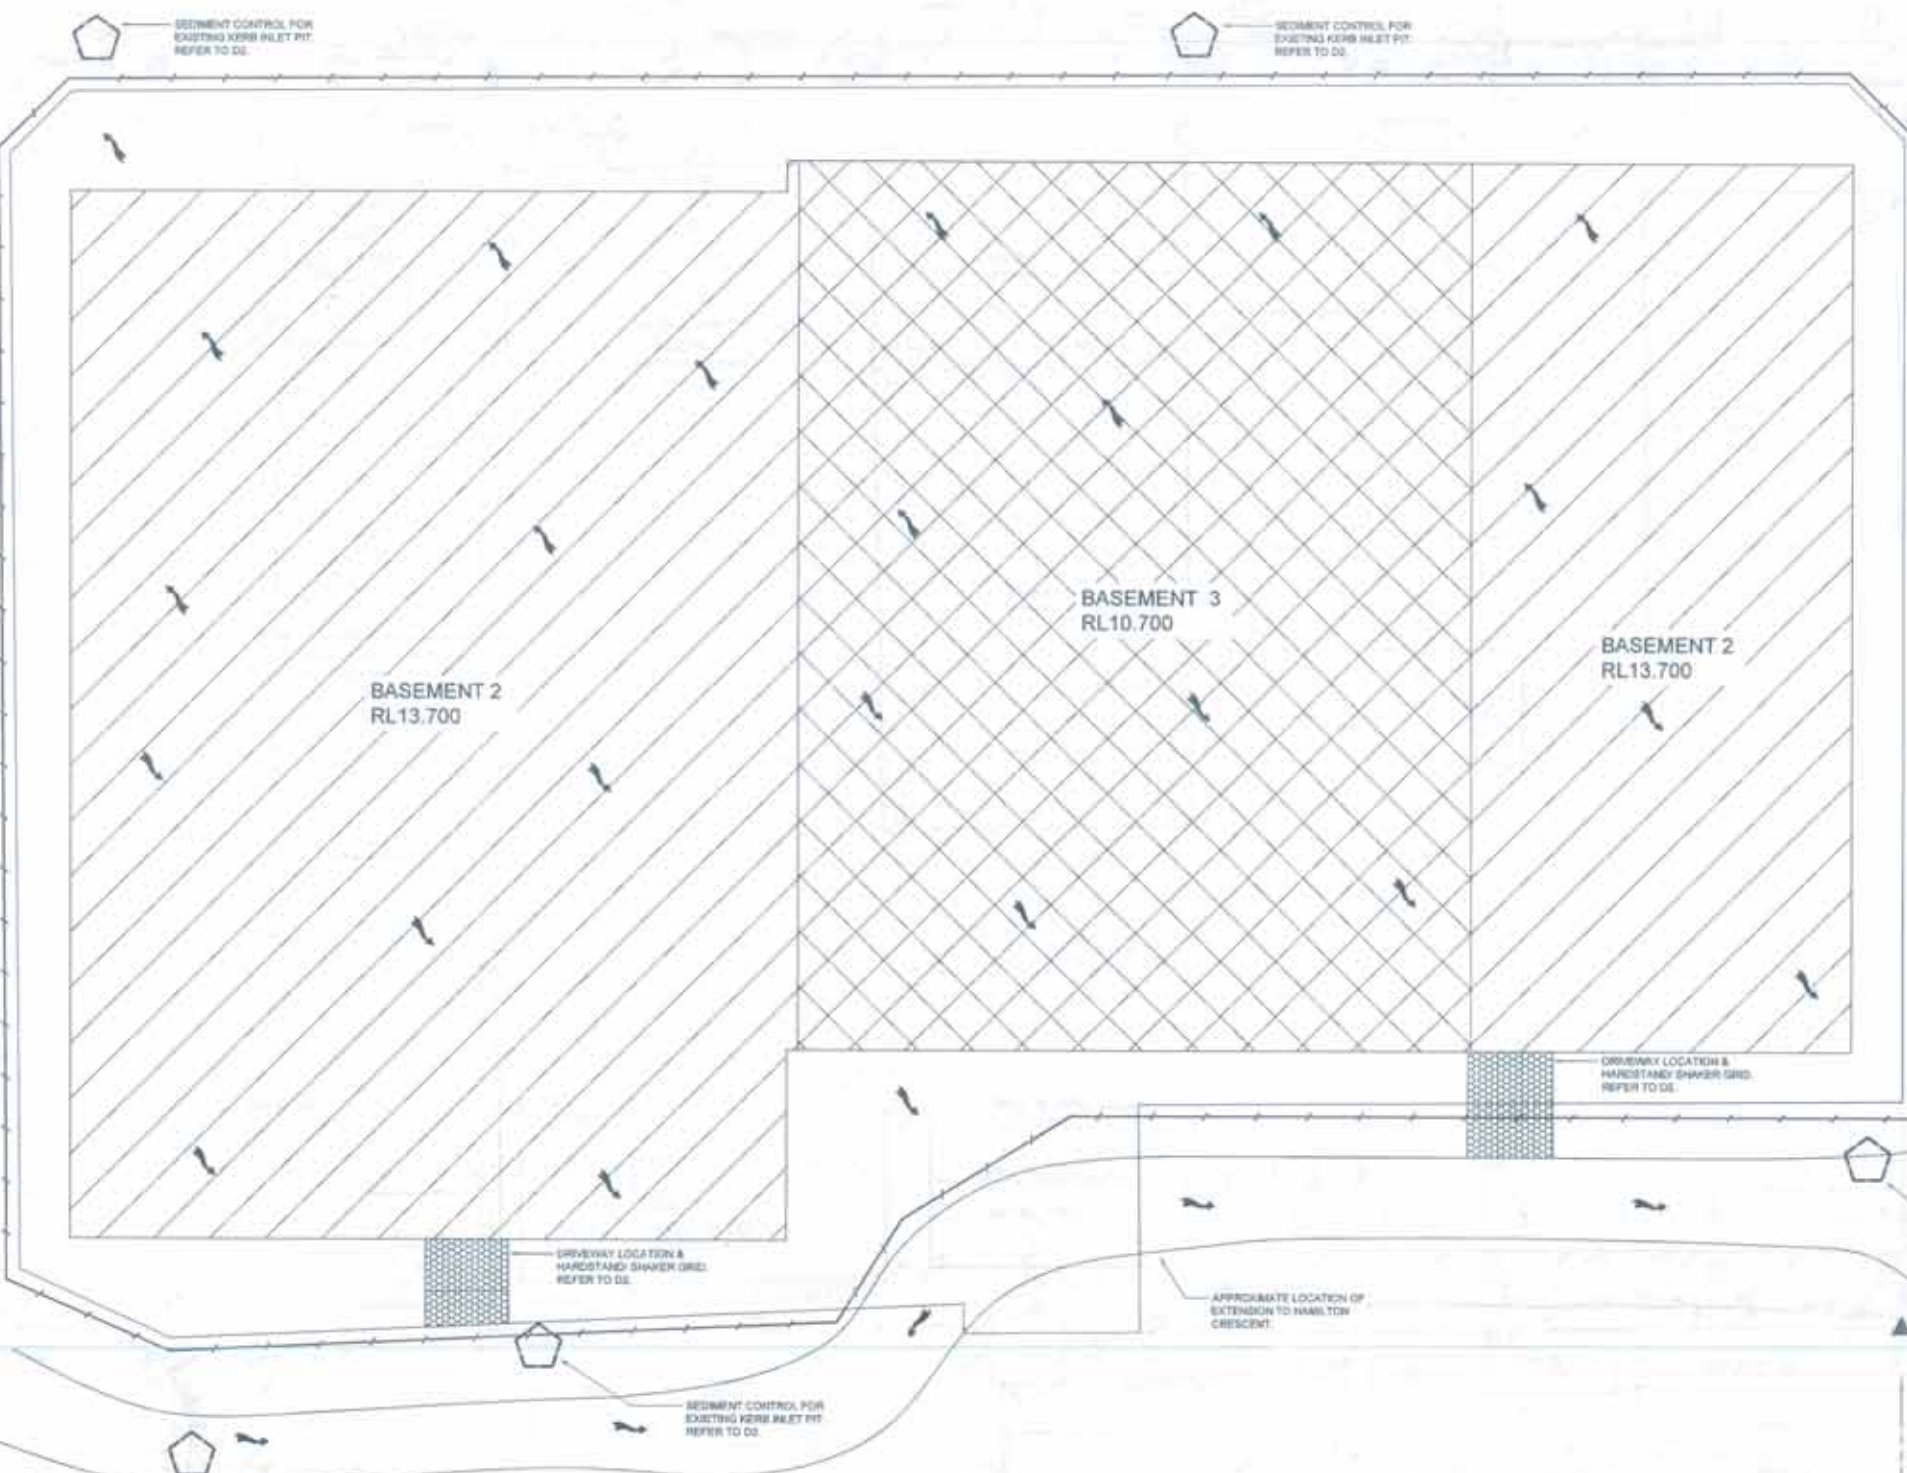 SEDIMENT CONTROL FOR
EXISTING KERB INLET PIT.
REFER TO D2.
SEDIMENT CONTROL FOR
EXISTING KERB INLET PIT.
REFER TO D2.
BASEMENT 3
RL10.700
BASEMENT 2
RL13.700
BASEMENT 2
RL13.700
DRIVEWAY LOCATION &
HARDSTAND/ SHAKER GRID.
REFER TO D2.
DRIVEWAY LOCATION &
HARDSTAND/ SHAKER GRID.
REFER TO D2.
APPROXIMATE LOCATION OF
EXTENSION TO HAMILTON
CRESCENT.
SEDIMENT CONTROL FOR
EXISTING KERB INLET PIT.
REFER TO D2.